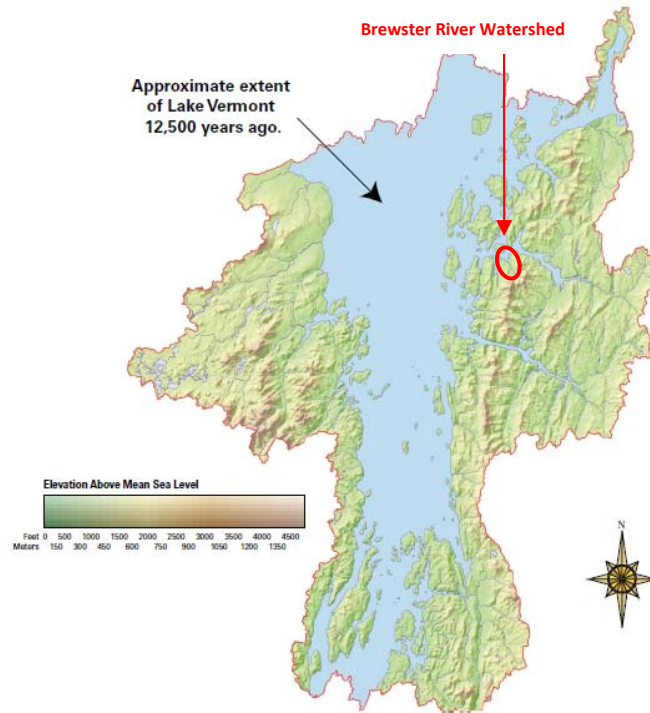 Brewster River Watershed
Approximate extent
of Lake Vermont
12,500 years ago.
Elevation Above Mean Sea Level
Feet 0 500 1000 1500 2000 2500 3000 3500 4000 4500
Meters 150 300 450 600 750 900 1050 1200 1350
N